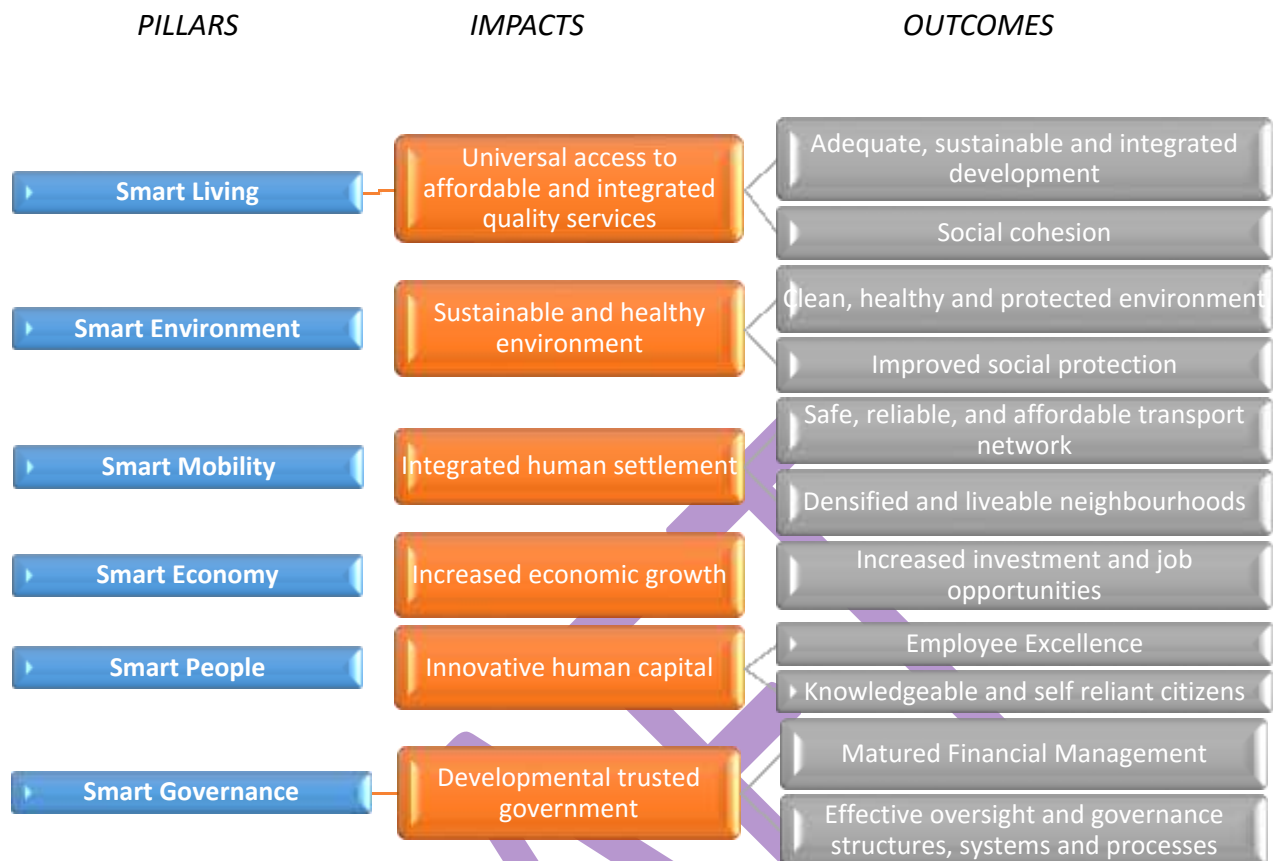 PILLARS IMPACTS OUTCOMES
Smart Living
Universal access to
affordable and integrated
quality services
Adequate, sustainable and integrated
development
Social cohesion
Smart Environment
Sustainable and healthy
environment
Clean, healthy and protected environment
Improved social protection
Smart Mobility
Integrated human settlement
Safe, reliable, and affordable transport
network
Densified and liveable neighbourhoods
Smart Economy
Increased economic growth
Increased investment and job
opportunities
Smart People
Innovative human capital
Employee Excellence
Knowledgeable and self reliant citizens
Smart Governance
Developmental trusted
government
Matured Financial Management
Effective oversight and governance
structures, systems and processes